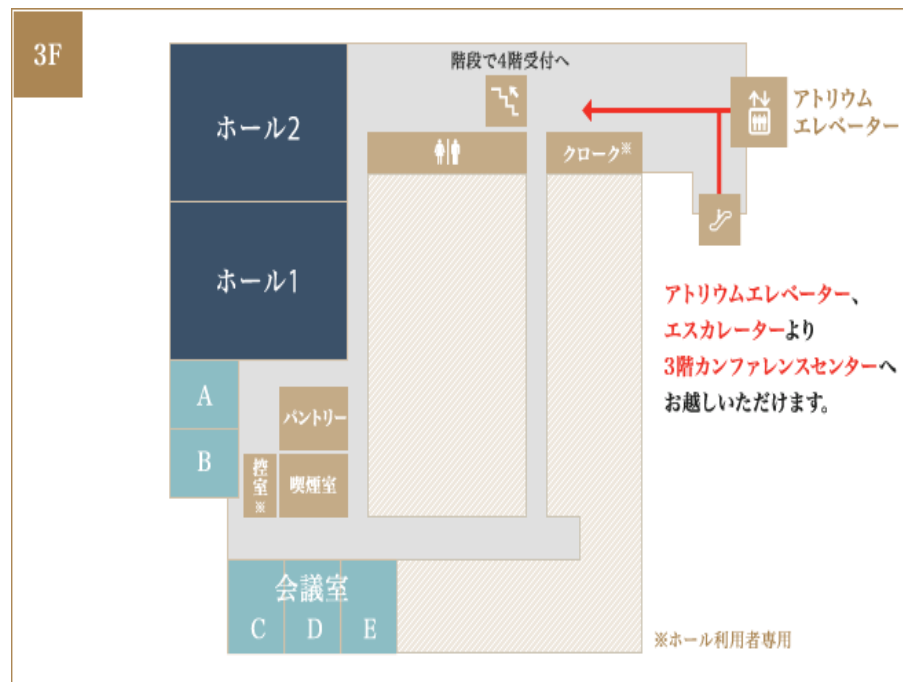 3F
階段で4階受付へ
アトリウム
エレベーター
ホール2
クローク※
ホール1
アトリウムエレベーター、
エスカレーターより
3階カンファレンスセンターへ
お越しいただけます。
A
パントリー
B
控室※
喫煙室
会議室
C D E
※ホール利用者専用